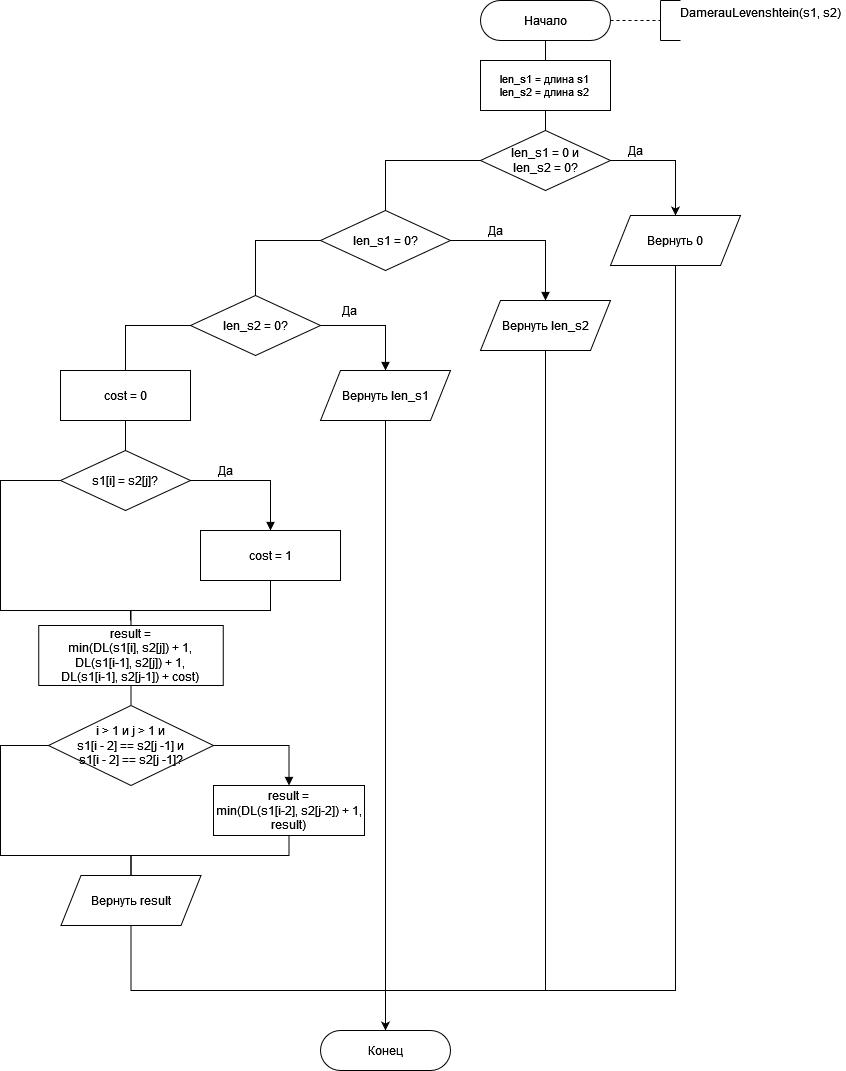 Начало
DamerauLevenshtein(s1, s2)
len_s1 = длина s1
len_s2 = длина s2
len_s1 = 0 и
len_s2 = 0?
Да
Вернуть 0
len_s1 = 0?
Да
Вернуть len_s2
len_s2 = 0?
Да
Вернуть len_s1
cost = 0
s1[i] = s2[j]?
Да
cost = 1
result =
min(DL(s1[i], s2[j]) + 1,
DL(s1[i-1], s2[j]) + 1,
DL(s1[i-1], s2[j-1]) + cost)
i > 1 и j > 1 и
s1[i - 2] == s2[j -1] и
s1[i - 2] == s2[j -1]?
result =
min(DL(s1[i-2], s2[j-2]) + 1,
result)
Вернуть result
Конец